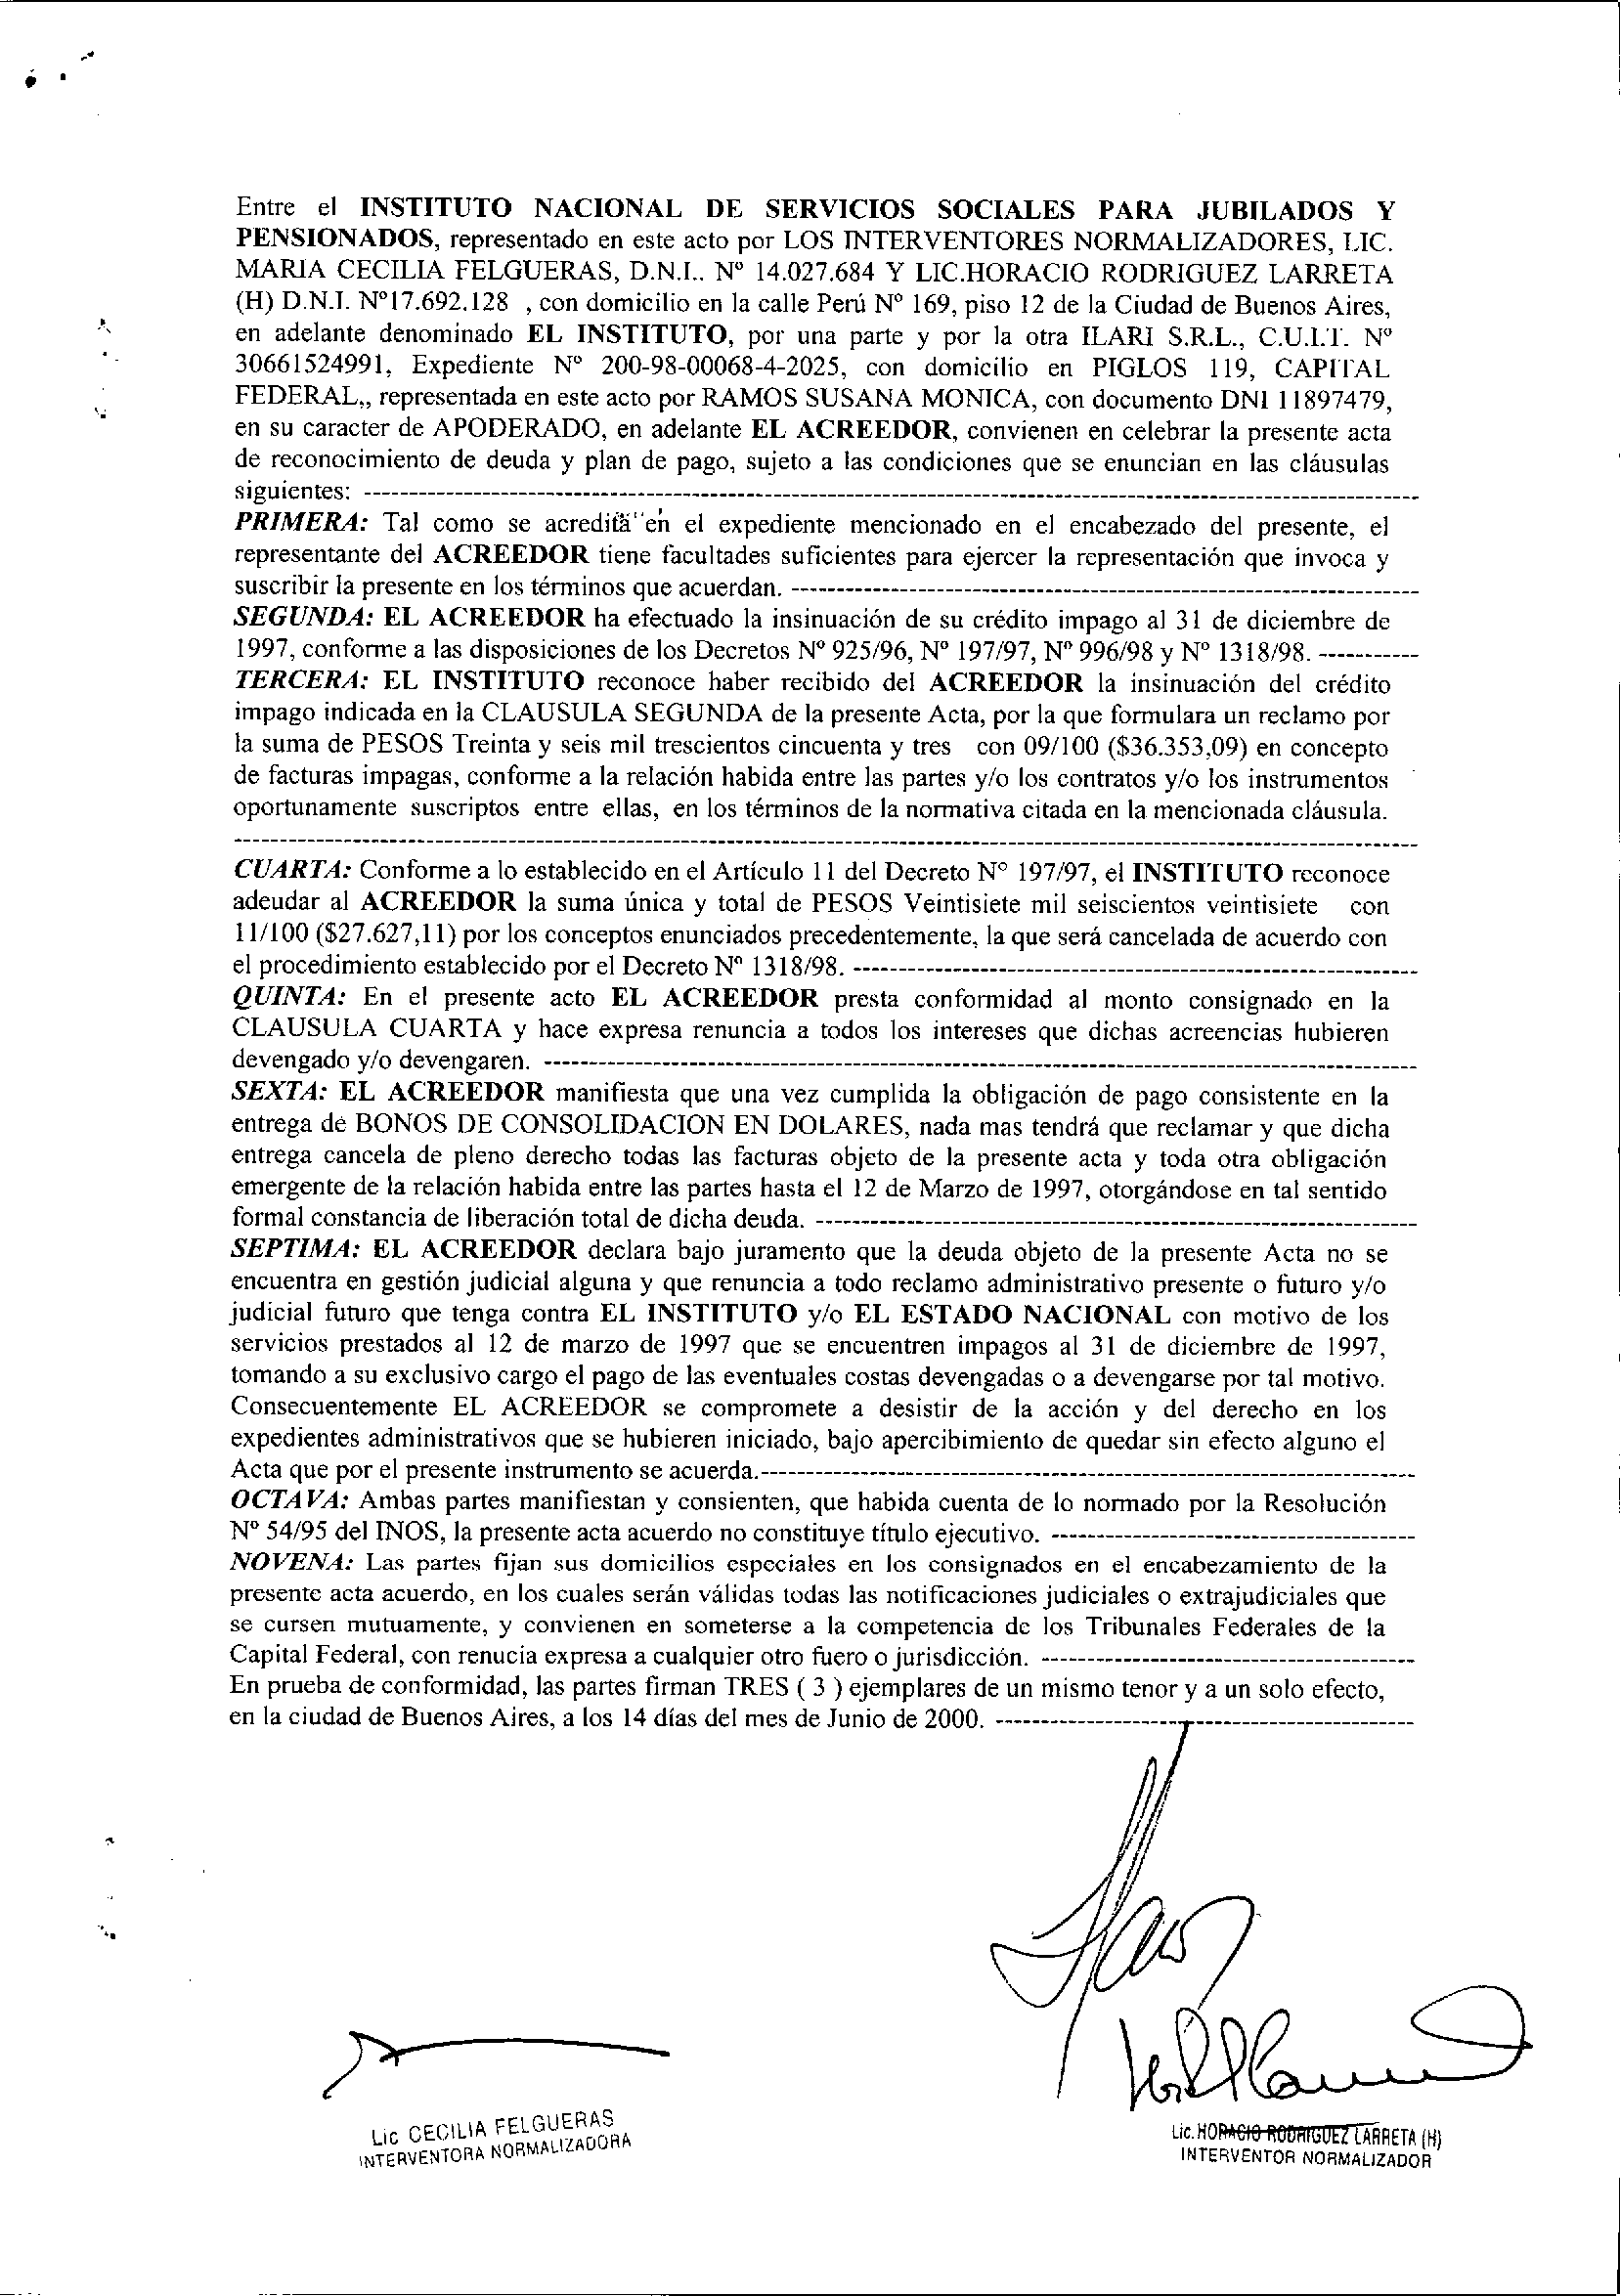 Entre el INSTITUTO NACIONAL DE SERVICIOS SOCIALES PARA JUBILADOS Y
PENSIONADOS, representado en este acto por LOS INTERVENTORES NORMALIZADORES, LIC.
MARIA CECILIA FELGUERAS, D.N.I.. Nº 14.027.684 Y LIC.HORACIO RODRIGUEZ LARRETA
(H) D.N.I. Nº17.692.128 , con domicilio en la calle Perú Nº 169, piso 12 de la Ciudad de Buenos Aires,
en adelante denominado EL INSTITUTO, por una parte y por la otra ILARI S.R.L., C.U.I.T. Nº
30661524991, Expediente Nº 200-98-00068-4-2025, con domicilio en PIGLOS 119, CAPITAL
FEDERAL,, representada en este acto por RAMOS SUSANA MONICA, con documento DNI 11897479,
en su caracter de APODERADO, en adelante EL ACREEDOR, convienen en celebrar la presente acta
de reconocimiento de deuda y plan de pago, sujeto a las condiciones que se enuncian en las cláusulas
siguientes: ----------
PRIMERA: Tal como se acredita en el expediente mencionado en el encabezado del presente, el
representante del ACREEDOR tiene facultades suficientes para ejercer la representación que invoca y
suscribir la presente en los términos que acuerdan. ----------
SEGUNDA: EL ACREEDOR ha efectuado la insinuación de su crédito impago al 31 de diciembre de
1997, conforme a las disposiciones de los Decretos Nº 925/96, Nº 197/97, Nº 996/98 y Nº 1318/98. ----------
TERCERA: EL INSTITUTO reconoce haber recibido del ACREEDOR la insinuación del crédito
impago indicada en la CLAUSULA SEGUNDA de la presente Acta, por la que formulara un reclamo por
la suma de PESOS Treinta y seis mil trescientos cincuenta y tres con 09/100 ($36.353,09) en concepto
de facturas impagas, conforme a la relación habida entre las partes y/o los contratos y/o los instrumentos
oportunamente suscriptos entre ellas, en los términos de la normativa citada en la mencionada cláusula.
----------
CUARTA: Conforme a lo establecido en el Artículo 11 del Decreto Nº 197/97, el INSTITUTO reconoce
adeudar al ACREEDOR la suma única y total de PESOS Veintisiete mil seiscientos veintisiete con
11/100 ($27.627,11) por los conceptos enunciados precedentemente, la que será cancelada de acuerdo con
el procedimiento establecido por el Decreto Nº 1318/98. ----------
QUINTA: En el presente acto EL ACREEDOR presta conformidad al monto consignado en la
CLAUSULA CUARTA y hace expresa renuncia a todos los intereses que dichas acreencias hubieren
devengado y/o devengaren. ----------
SEXTA: EL ACREEDOR manifiesta que una vez cumplida la obligación de pago consistente en la
entrega de BONOS DE CONSOLIDACION EN DOLARES, nada mas tendrá que reclamar y que dicha
entrega cancela de pleno derecho todas las facturas objeto de la presente acta y toda otra obligación
emergente de la relación habida entre las partes hasta el 12 de Marzo de 1997, otorgándose en tal sentido
formal constancia de liberación total de dicha deuda. ----------
SEPTIMA: EL ACREEDOR declara bajo juramento que la deuda objeto de la presente Acta no se
encuentra en gestión judicial alguna y que renuncia a todo reclamo administrativo presente o futuro y/o
judicial futuro que tenga contra EL INSTITUTO y/o EL ESTADO NACIONAL con motivo de los
servicios prestados al 12 de marzo de 1997 que se encuentren impagos al 31 de diciembre de 1997,
tomando a su exclusivo cargo el pago de las eventuales costas devengadas o a devengarse por tal motivo.
Consecuentemente EL ACREEDOR se compromete a desistir de la acción y del derecho en los
expedientes administrativos que se hubieren iniciado, bajo apercibimiento de quedar sin efecto alguno el
Acta que por el presente instrumento se acuerda.----------
OCTAVA: Ambas partes manifiestan y consienten, que habida cuenta de lo normado por la Resolución
Nº 54/95 del INOS, la presente acta acuerdo no constituye título ejecutivo. ----------
NOVENA: Las partes fijan sus domicilios especiales en los consignados en el encabezamiento de la
presente acta acuerdo, en los cuales serán válidas todas las notificaciones judiciales o extrajudiciales que
se cursen mutuamente, y convienen en someterse a la competencia de los Tribunales Federales de la
Capital Federal, con renucia expresa a cualquier otro fuero o jurisdicción. ----------
En prueba de conformidad, las partes firman TRES ( 3 ) ejemplares de un mismo tenor y a un solo efecto,
en la ciudad de Buenos Aires, a los 14 días del mes de Junio de 2000. ----------
Lic CECILIA FELGUERAS
INTERVENTORA NORMALIZADORA
Lic. HORACIO RODRIGUEZ LARRETA (H)
INTERVENTOR NORMALIZADOR